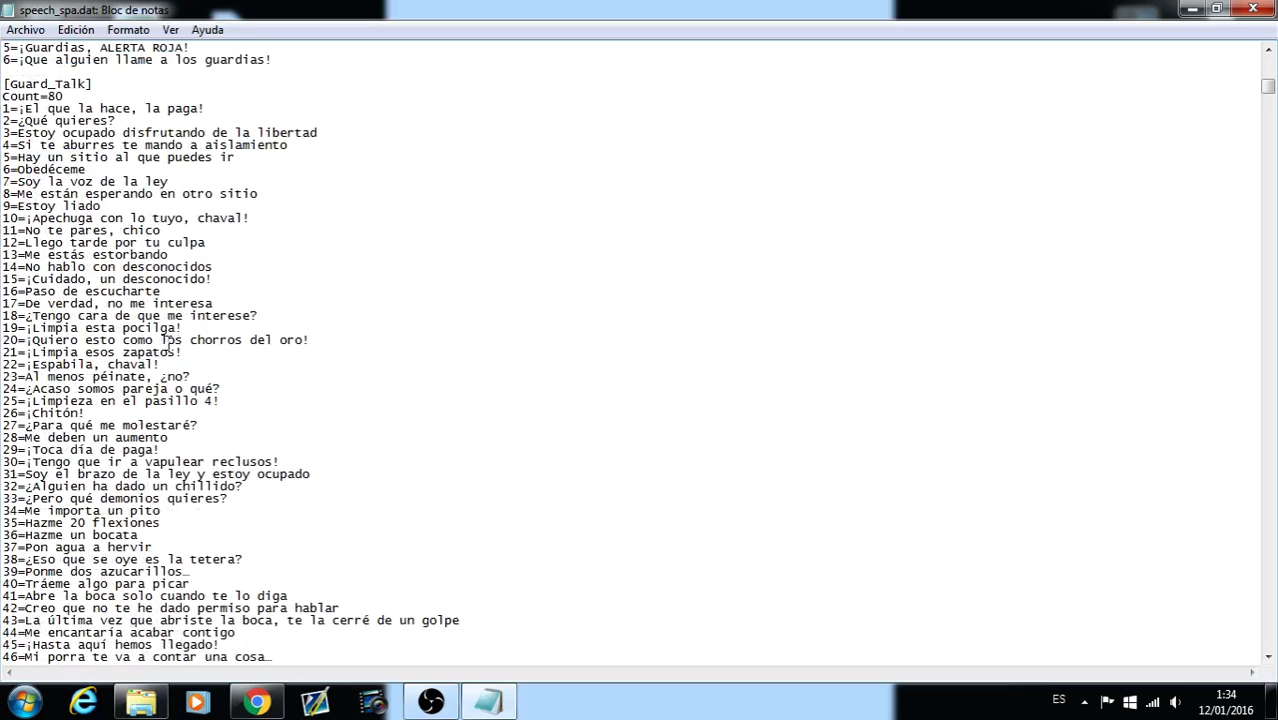 speech_spa.dat: Bloc de notas
Archivo Edición Formato Ver Ayuda
5=¡Guardias, ALERTA ROJA!
6=¡Que alguien llame a los guardias!
[Guard_Talk]
Count=80
1=¡El que la hace, la paga!
2=¿Qué quieres?
3=Estoy ocupado disfrutando de la libertad
4=Si te aburres te mando a aislamiento
5=Hay un sitio al que puedes ir
6=Obedéceme
7=Soy la voz de la ley
8=Me están esperando en otro sitio
9=Estoy liado
10=¡Apechuga con lo tuyo, chaval!
11=No te pares, chico
12=Llego tarde por tu culpa
13=Me estás estorbando
14=No hablo con desconocidos
15=¡Cuidado, un desconocido!
16=Paso de escucharte
17=De verdad, no me interesa
18=¿Tengo cara de que me interese?
19=¡Limpia esta pocilga!
20=¡Quiero esto como los chorros del oro!
21=¡Limpia esos zapatos!
22=¡Espabila, chaval!
23=Al menos péinate, ¿no?
24=¿Acaso somos pareja o qué?
25=¡Limpieza en el pasillo 4!
26=¡Chitón!
27=¿Para qué me molestaré?
28=Me deben un aumento
29=¡Toca día de paga!
30=¡Tengo que ir a vapulear reclusos!
31=Soy el brazo de la ley y estoy ocupado
32=¿Alguien ha dado un chillido?
33=¿Pero qué demonios quieres?
34=Me importa un pito
35=Hazme 20 flexiones
36=Hazme un bocata
37=Pon agua a hervir
38=¿Eso que se oye es la tetera?
39=Ponme dos azucarillos…
40=Tráeme algo para picar
41=Abre la boca solo cuando te lo diga
42=Creo que no te he dado permiso para hablar
43=La última vez que abriste la boca, te la cerré de un golpe
44=Me encantaría acabar contigo
45=¡Hasta aquí hemos llegado!
46=Mi porra te va a contar una cosa…
ES
1:34
12/01/2016